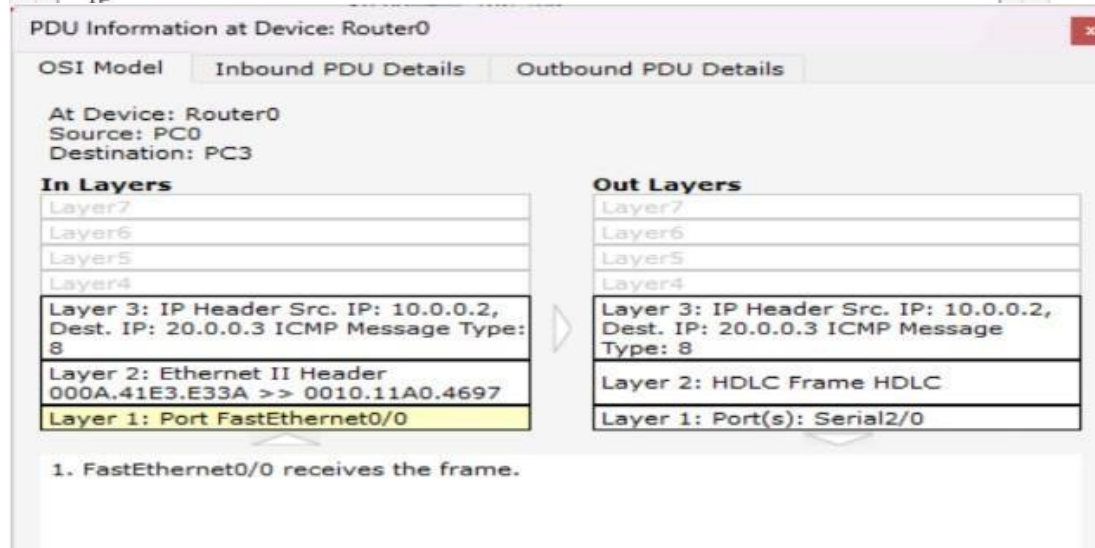 PDU Information at Device: Router0
x
OSI Model Inbound PDU Details Outbound PDU Details
At Device: Router0
Source: PC0
Destination: PC3
In Layers
Layer7
Layer6
Layer5
Layer4
Layer 3: IP Header Src. IP: 10.0.0.2,
Dest. IP: 20.0.0.3 ICMP Message Type:
8
Layer 2: Ethernet II Header
000A.41E3.E33A >> 0010.11A0.4697
Layer 1: Port FastEthernet0/0
Out Layers
Layer7
Layer6
Layer5
Layer4
Layer 3: IP Header Src. IP: 10.0.0.2,
Dest. IP: 20.0.0.3 ICMP Message
Type: 8
Layer 2: HDLC Frame HDLC
Layer 1: Port(s): Serial2/0
1. FastEthernet0/0 receives the frame.